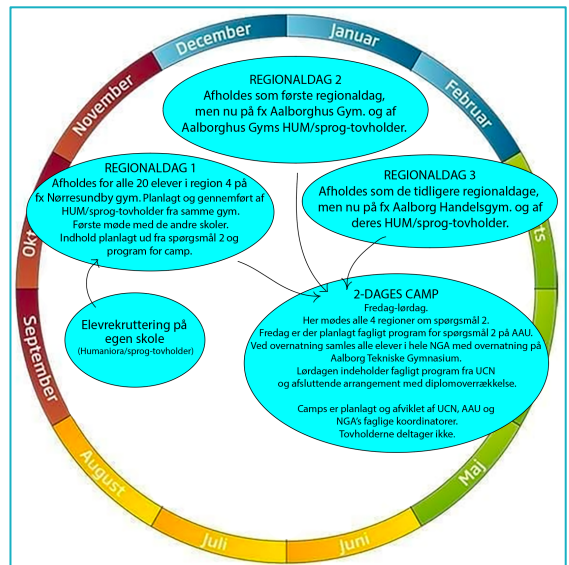 December
Januar
November
Februar
REGIONALDAG 2
Afholdes som første regionaldag,
men nu på fx Aalborghus Gym. og af
Aalborghus Gyms HUM/sprog-tovholder.
REGIONALDAG 1
Afholdes for alle 20 elever i region 4 på
fx Nørresundby gym. Planlagt og gennemført af
HUM/sprog-tovholder fra samme gym.
Første møde med de andre skoler.
Indhold planlagt ud fra spørgsmål 2 og
program for camp.
REGIONALDAG 3
Afholdes som de tidligere regionaldage,
men nu på fx Aalborg Handelsgym. og af
deres HUM/sprog-tovholder.
Okt
rts
Elevrekruttering på
egen skole
(Humaniora/sprog-tovholder)
2-DAGES CAMP
Fredag-lørdag.
Her mødes alle 4 regioner om spørgsmål 2.
Fredag er der planlagt fagligt program for spørgsmål 2 på AAU.
Ved overnatning samles alle elever i hele NGA med overnatning på
Aalborg Tekniske Gymnasium.
Lørdagen indeholder fagligt program fra UCN
og afsluttende arrangement med diplomoverrækkelse.
Camps er planlagt og afviklet af UCN, AAU og
NGA's faglige koordinatorer.
Tovholderne deltager ikke.
September
August
Maj
Juli
Juni